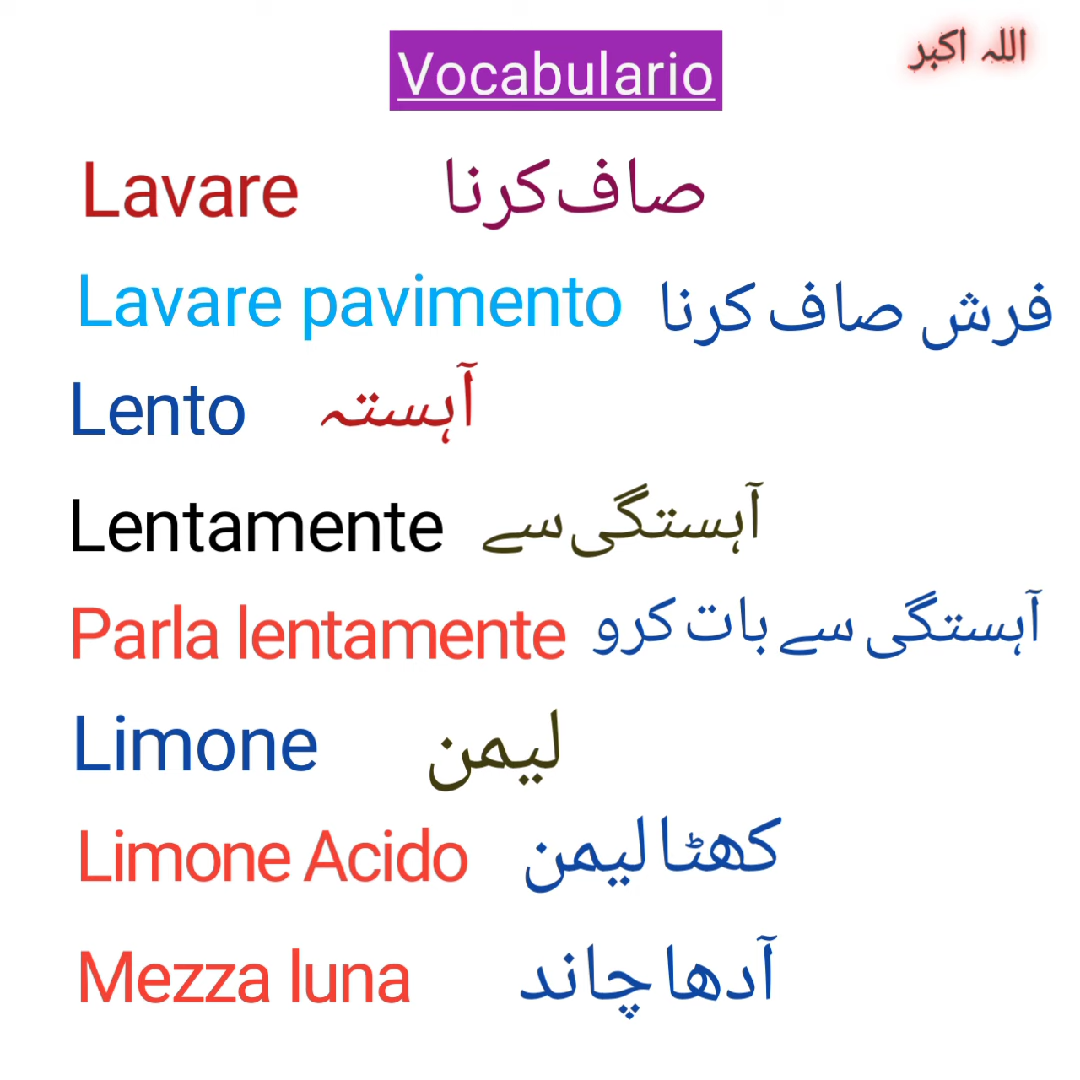 Vocabulario
اللہ اکبر
Lavare صاف کرنا
Lavare pavimento فرش صاف کرنا
Lento آہستہ
Lentamente آہستگی سے
Parla lentamente آہستگی سے بات کرو
Limone لیمن
Limone Acido کھٹا لیمن
Mezza luna آدھا چاند